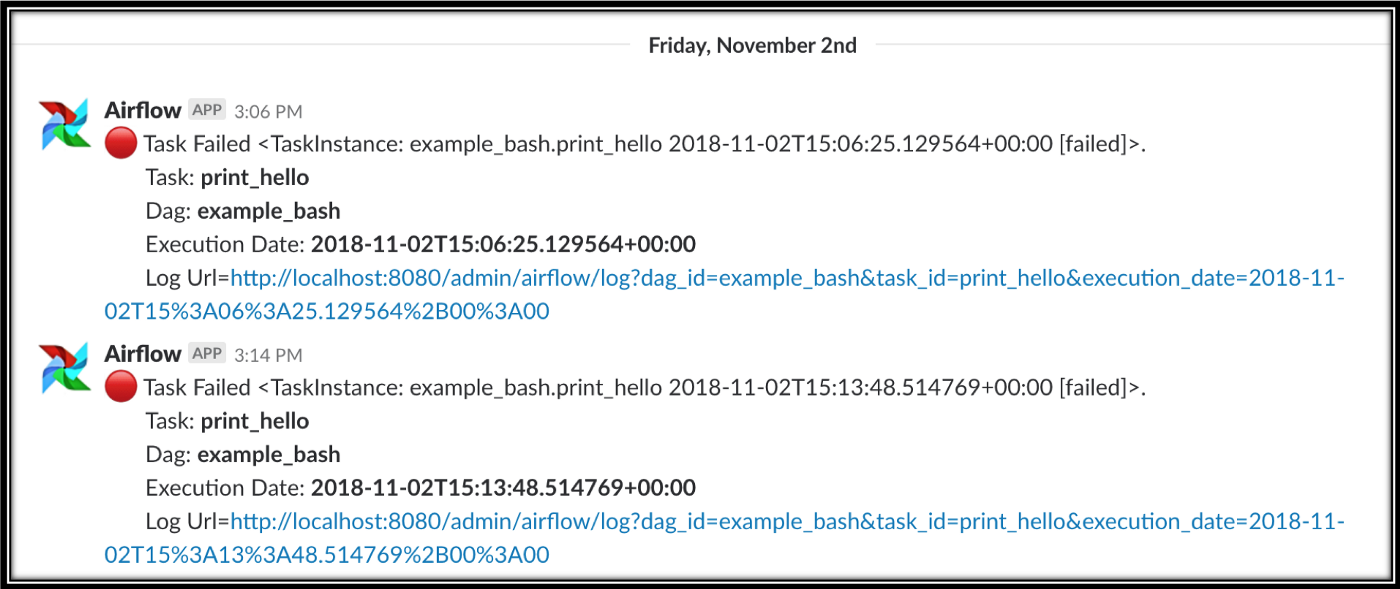 Friday, November 2nd
Airflow APP 3:06 PM
Task Failed <TaskInstance: example_bash.print_hello 2018-11-02T15:06:25.129564+00:00 [failed]>.
Task: print_hello
Dag: example_bash
Execution Date: 2018-11-02T15:06:25.129564+00:00
Log Url=http://localhost:8080/admin/airflow/log?dag_id=example_bash&task_id=print_hello&execution_date=2018-11-
02T15%3A06%3A25.129564%2B00%3A00
Airflow APP 3:14 PM
Task Failed <TaskInstance: example_bash.print_hello 2018-11-02T15:13:48.514769+00:00 [failed]>.
Task: print_hello
Dag: example_bash
Execution Date: 2018-11-02T15:13:48.514769+00:00
Log Url=http://localhost:8080/admin/airflow/log?dag_id=example_bash&task_id=print_hello&execution_date=2018-11-
02T15%3A13%3A48.514769%2B00%3A00